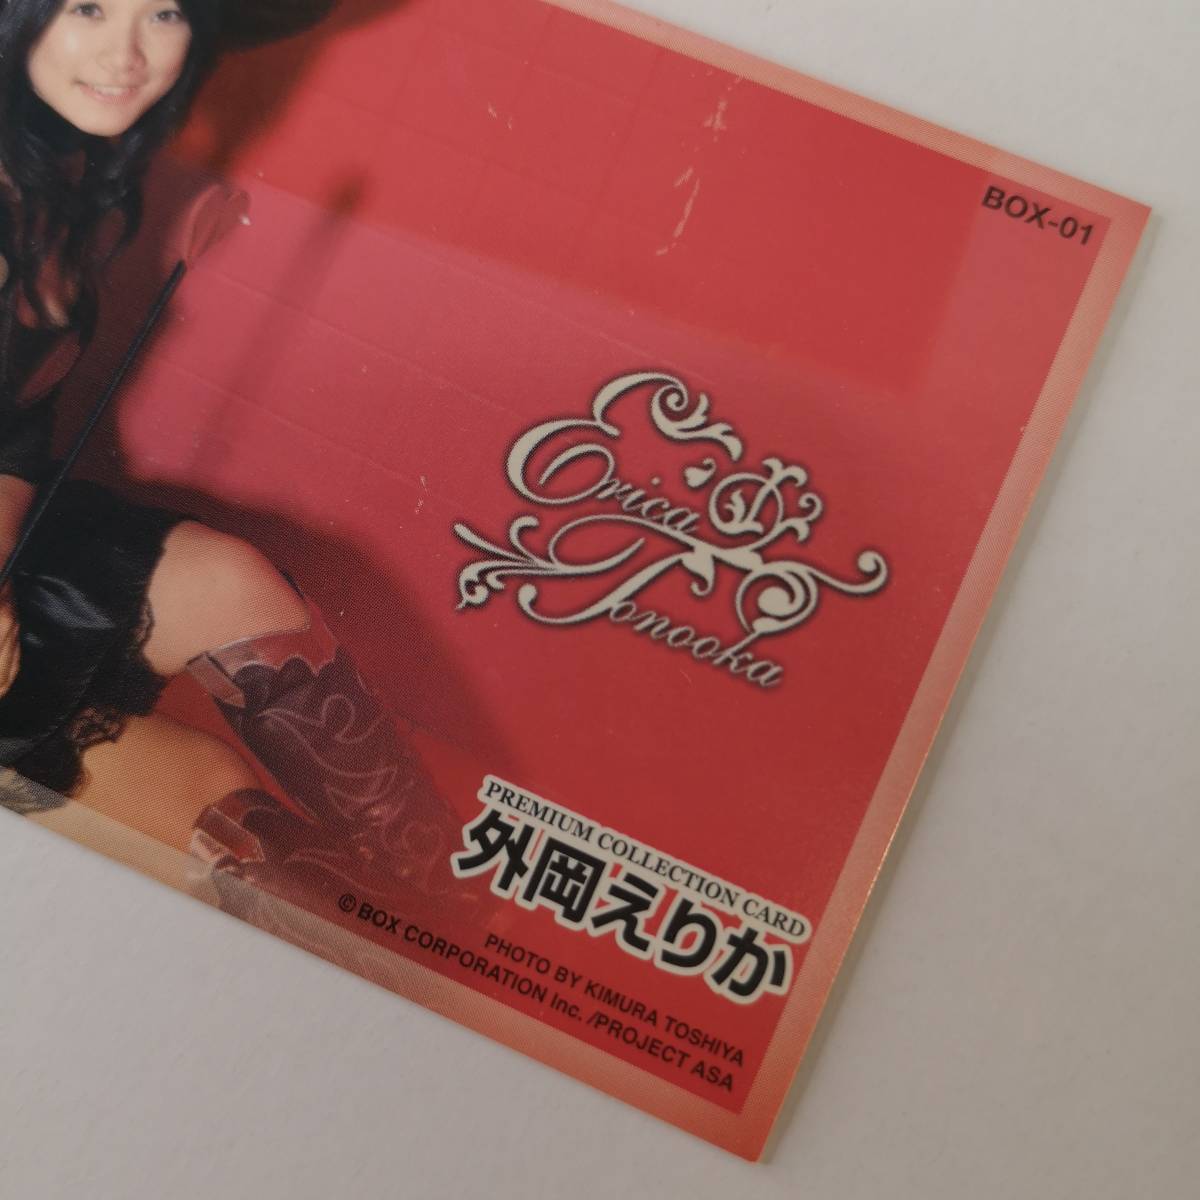 BOX-01
Erica
Tonooka
PREMIUM COLLECTION CARD
外岡えりか
PHOTO BY KIMURA TOSHIYA
©BOX CORPORATION Inc. /PROJECT ASA